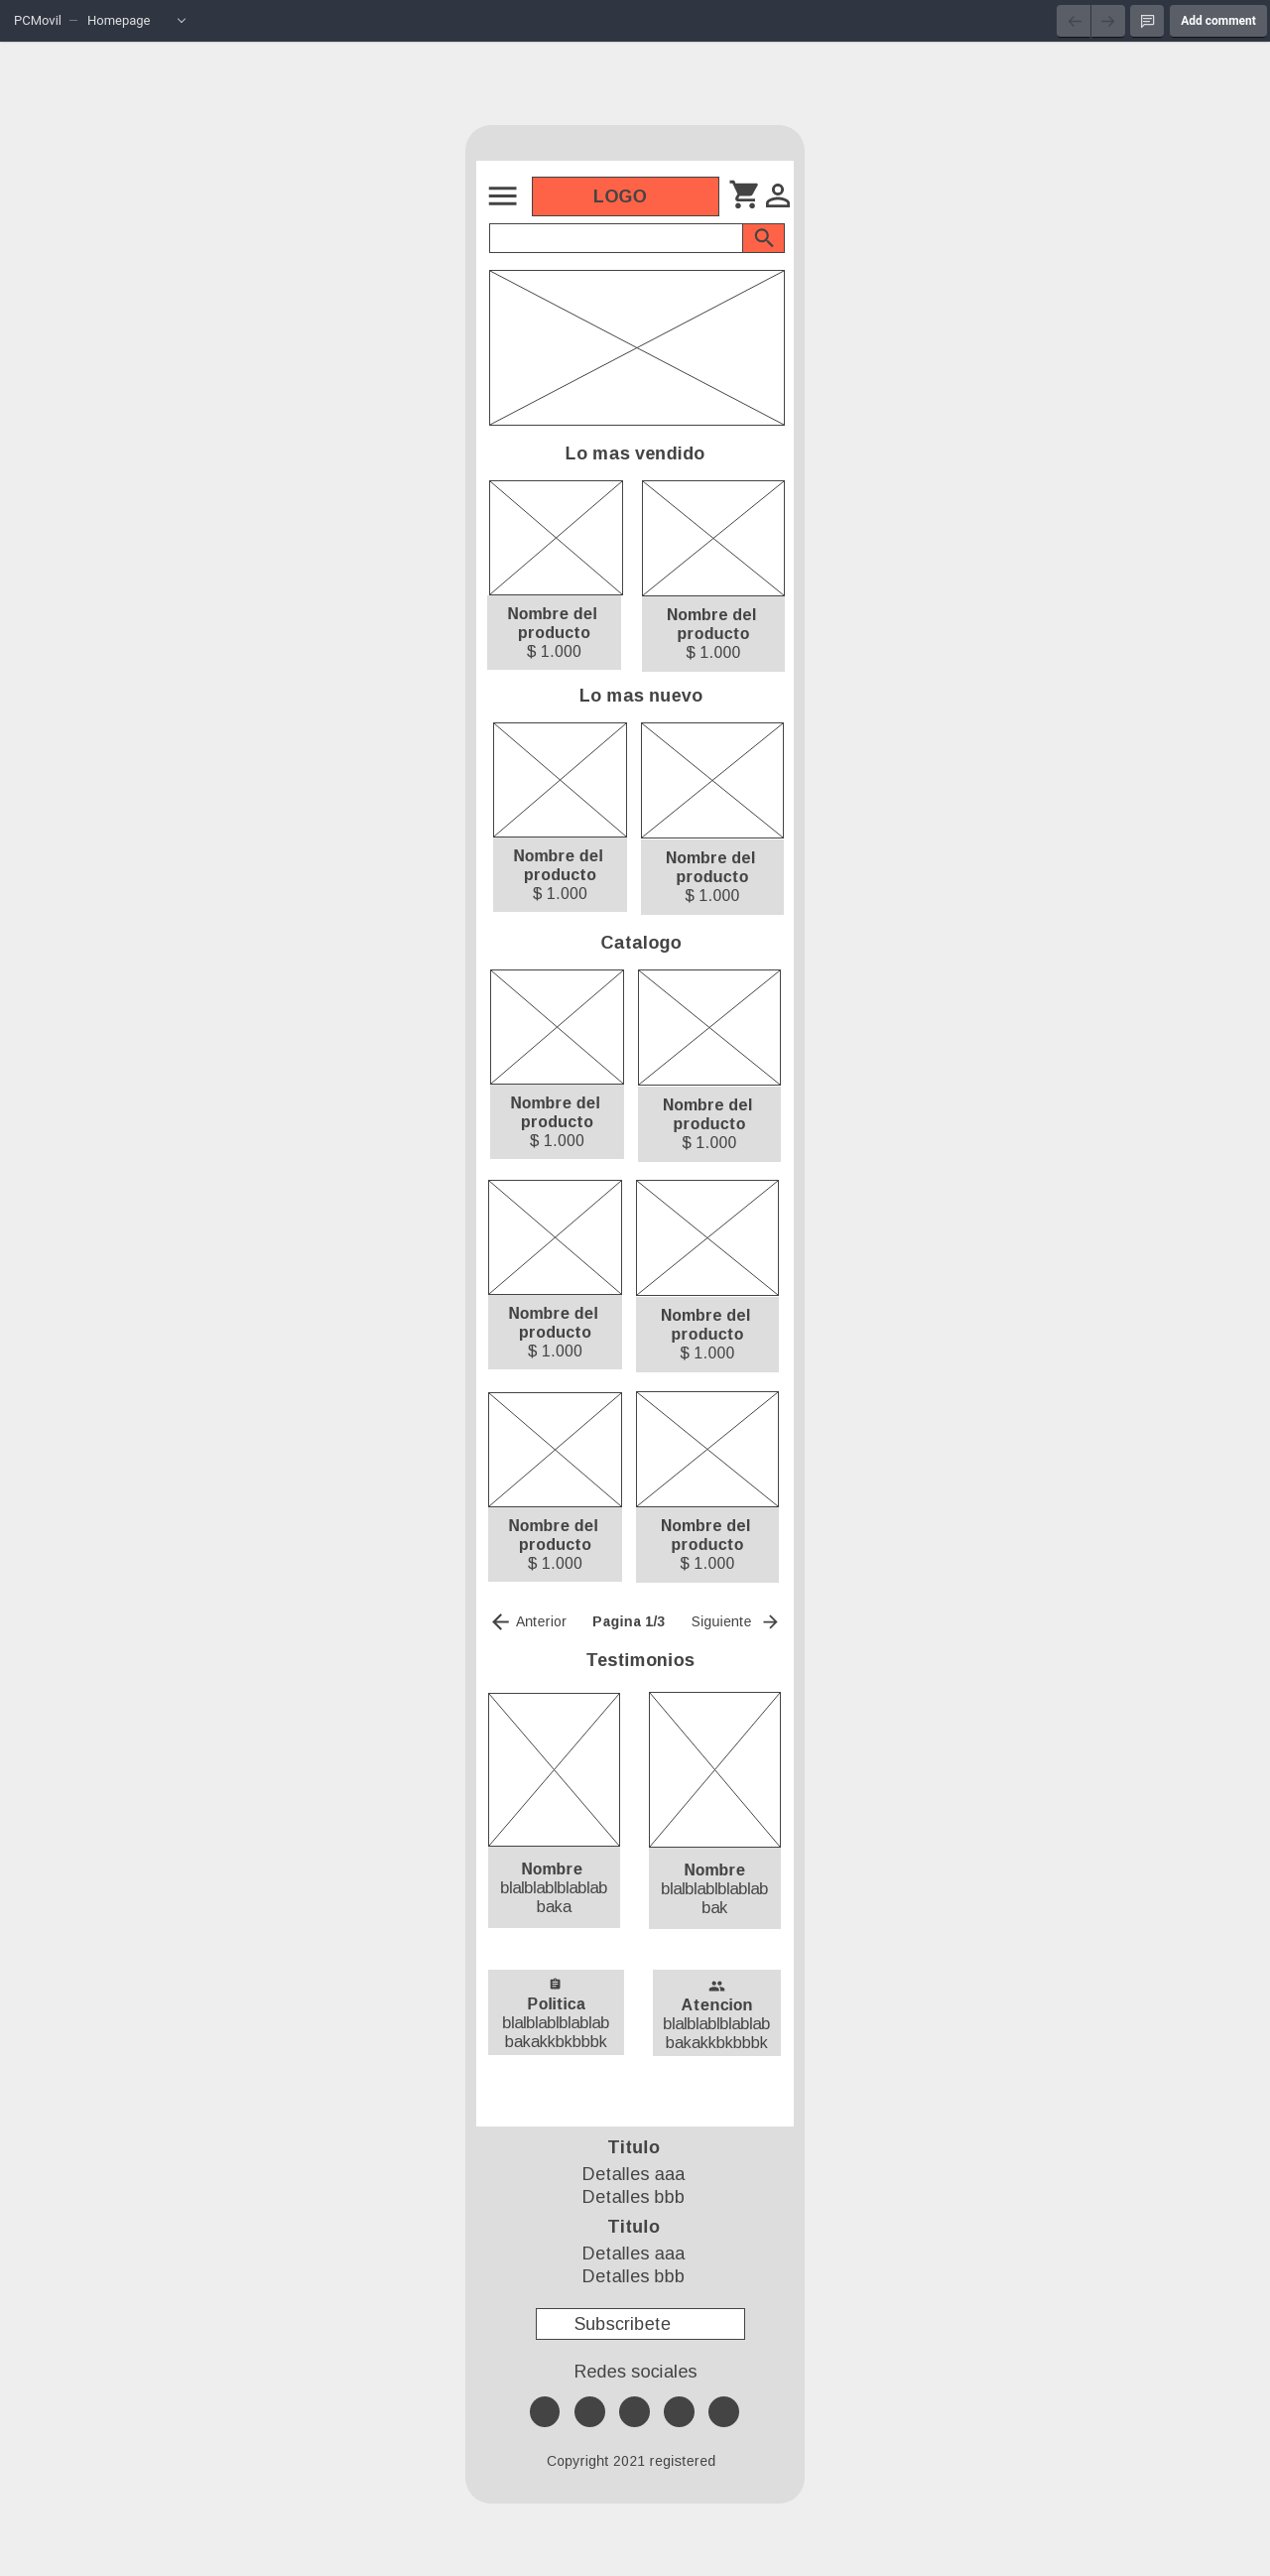 PCMovil — Homepage
Add comment
LOGO
Lo mas vendido
Nombre del
producto
$ 1.000
Nombre del
producto
$ 1.000
Lo mas nuevo
Nombre del
producto
$ 1.000
Nombre del
producto
$ 1.000
Catalogo
Nombre del
producto
$ 1.000
Nombre del
producto
$ 1.000
Nombre del
producto
$ 1.000
Nombre del
producto
$ 1.000
Nombre del
producto
$ 1.000
Nombre del
producto
$ 1.000
Anterior Pagina 1/3 Siguiente
Testimonios
Nombre
blalblablblablab
baka
Nombre
blalblablblablab
bak
Politica
blalblablblablab
bakakkbkbbbk
Atencion
blalblablblablab
bakakkbkbbbk
Titulo
Detalles aaa
Detalles bbb
Titulo
Detalles aaa
Detalles bbb
Subscribete
Redes sociales
Copyright 2021 registered